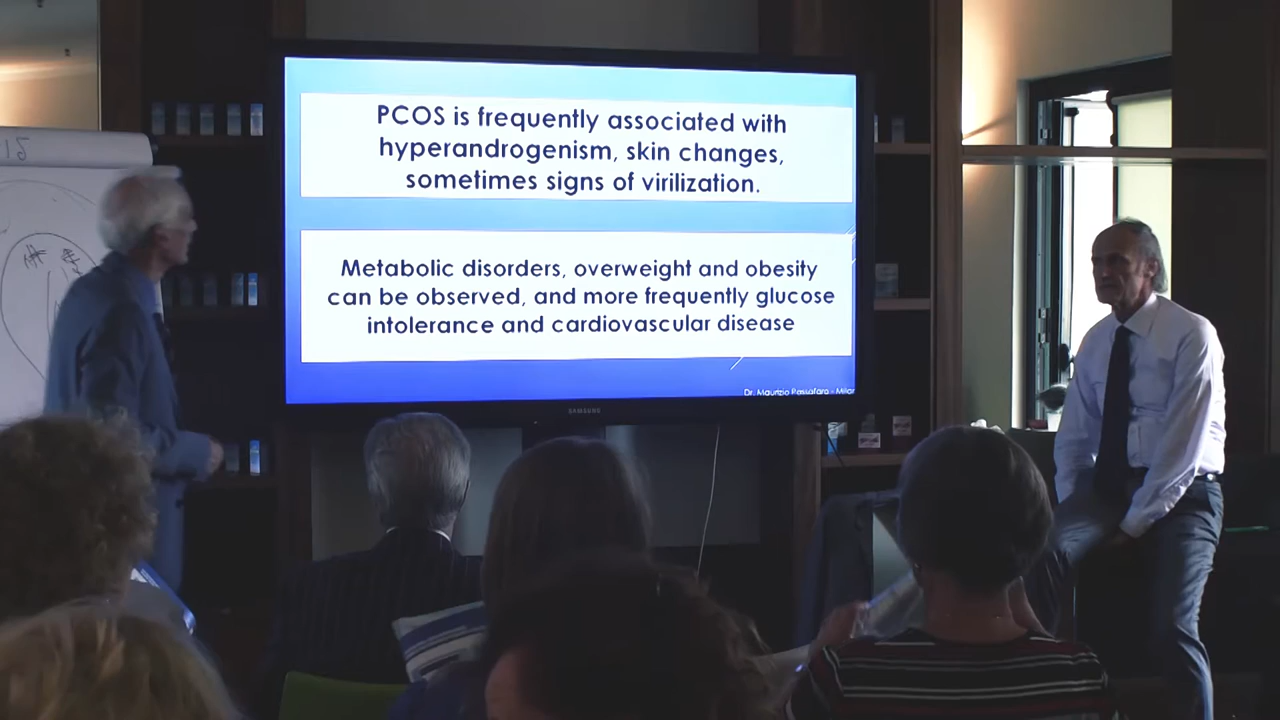 PCOS is frequently associated with
hyperandrogenism, skin changes,
sometimes signs of virilization.
Metabolic disorders, overweight and obesity
can be observed, and more frequently glucose
intolerance and cardiovascular disease
Dr. Maurizio Passafaro - Milan
SAMSUNG